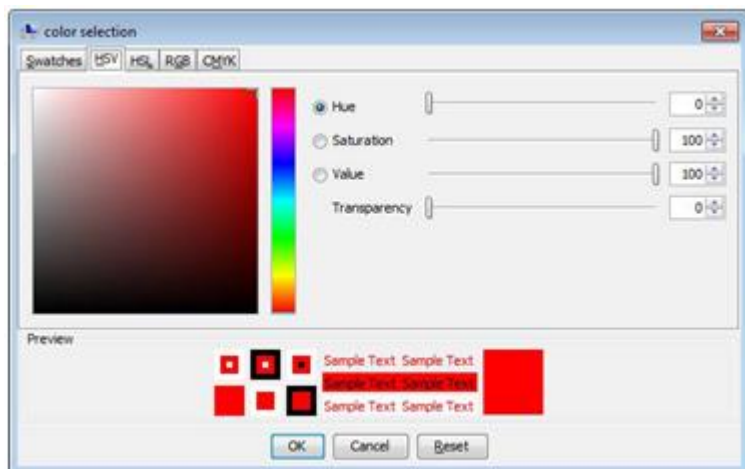 color selection
Swatches HSV HSL RGB CMYK
Hue 0
Saturation 100
Value 100
Transparency 0
Preview
Sample Text Sample Text
Sample Text Sample Text
Sample Text Sample Text
OK Cancel Reset